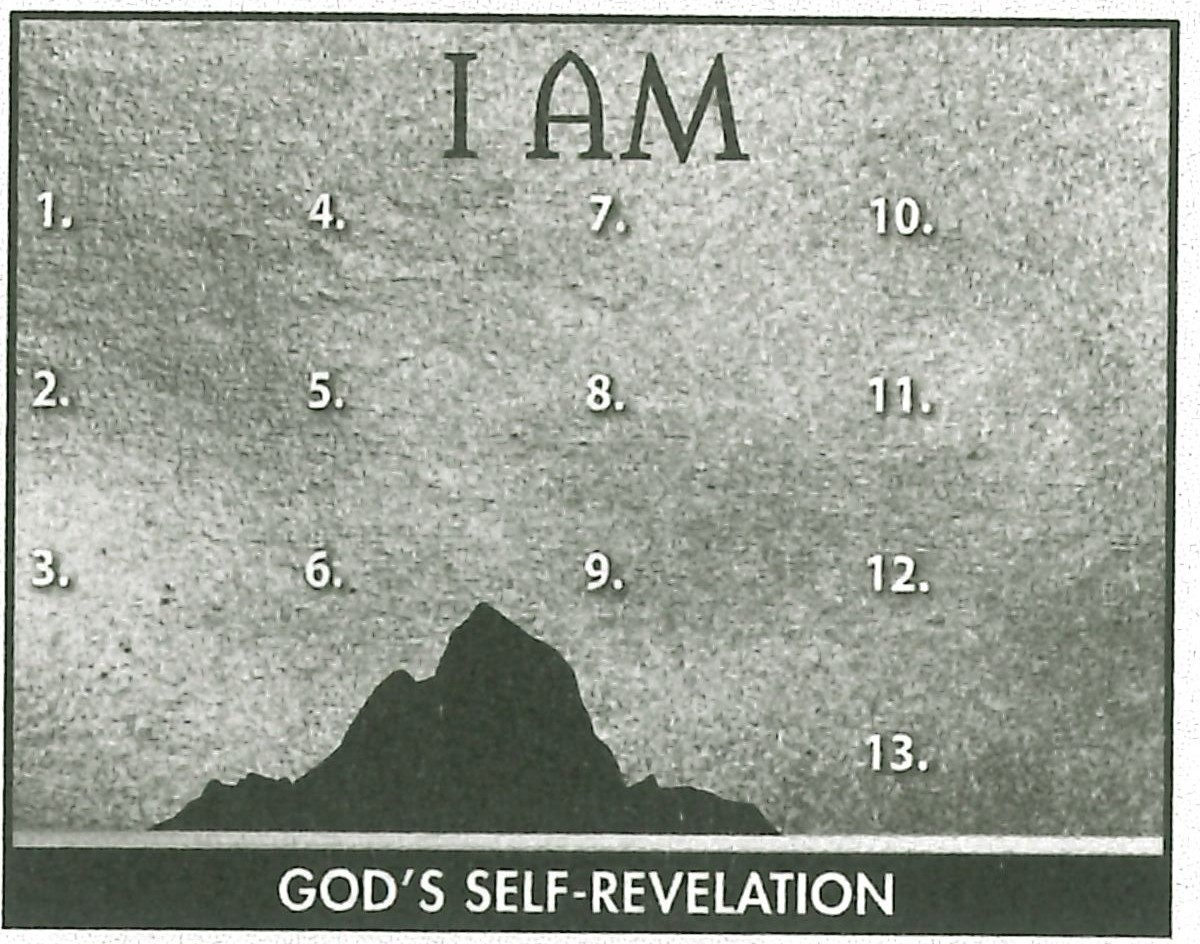 I AM
1. 4. 7. 10.
2. 5. 8. 11.
3. 6. 9. 12.
13.
GOD'S SELF-REVELATION